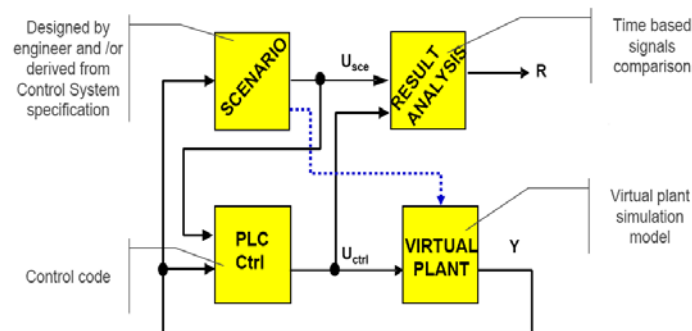 Designed by
engineer and /or
derived from
Control System
specification
SCENARIO
Usce
RESULT
ANALYSIS
R
Time based
signals
comparison
Control code
PLC
Ctrl
Uctrl
VIRTUAL
PLANT
Y
Virtual plant
simulation
model